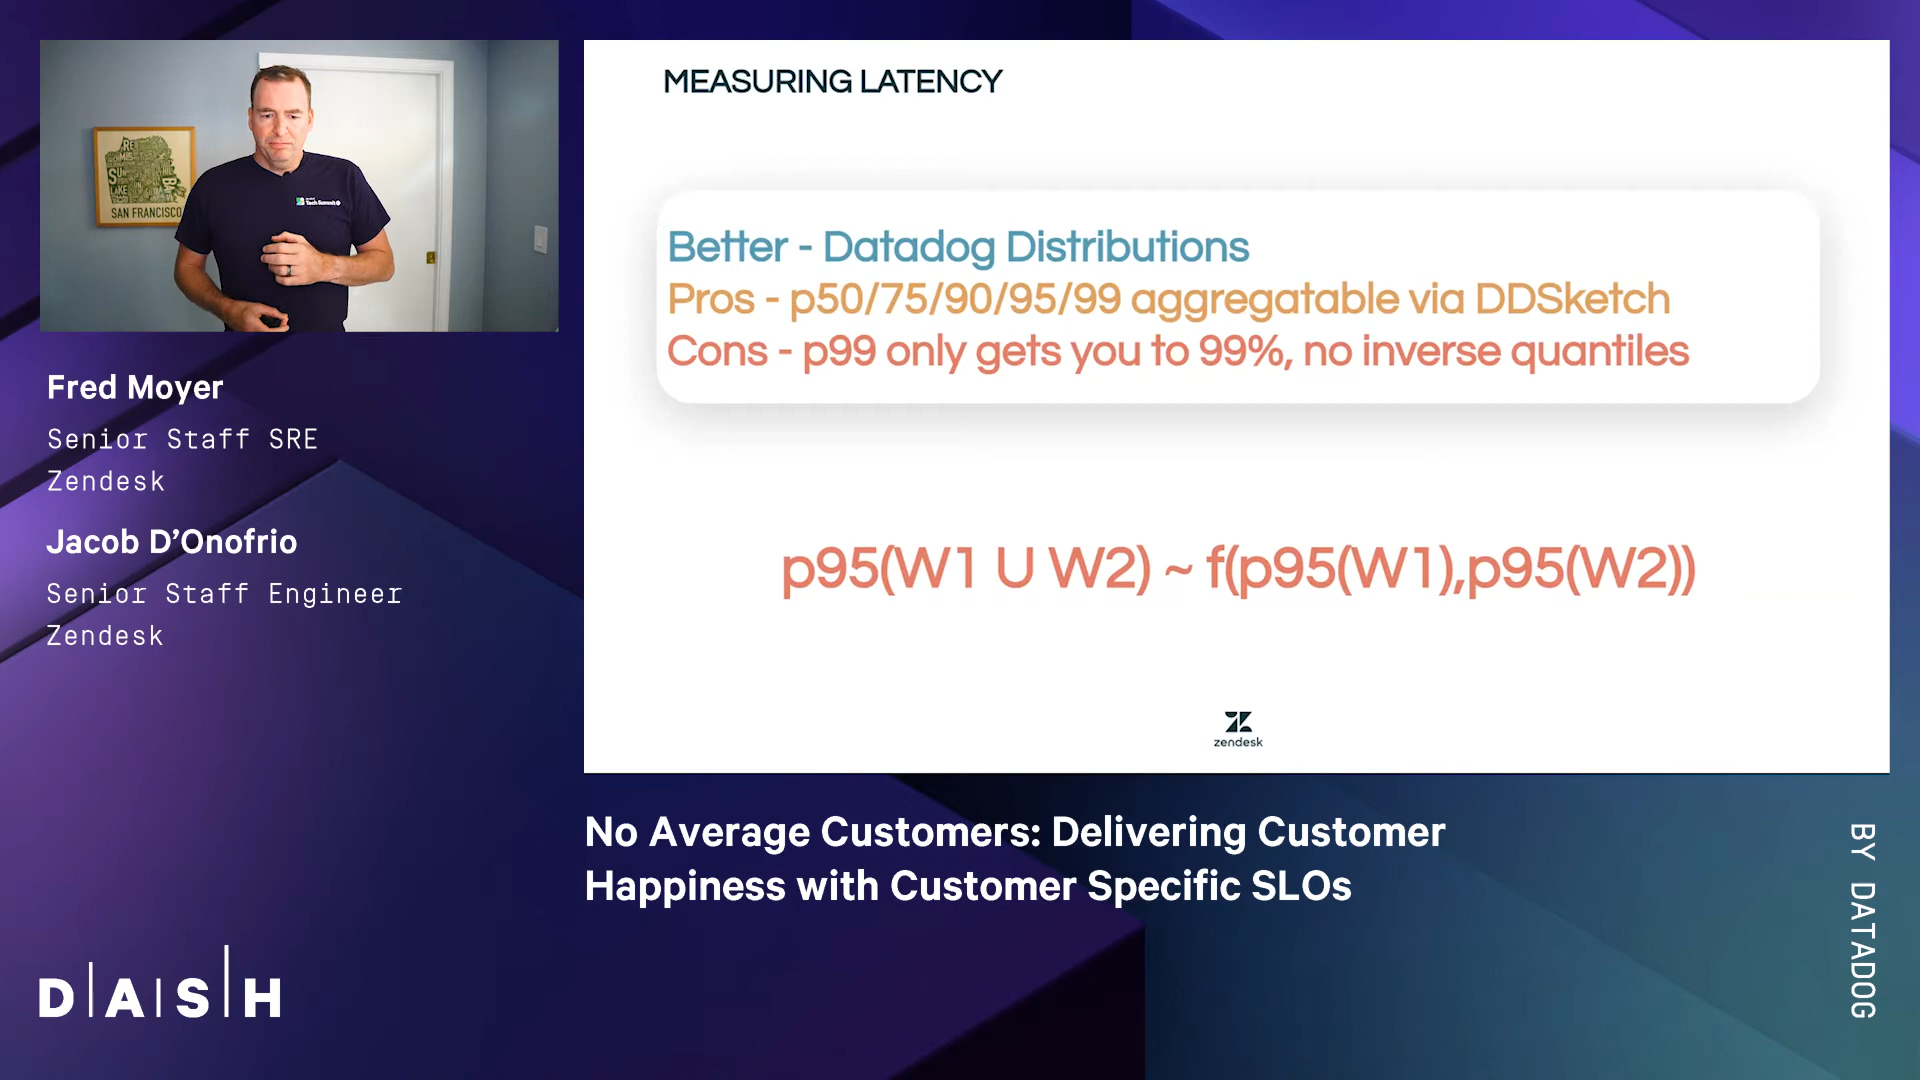 SAN FRANCISCO
Tech Summit
Fred Moyer
Senior Staff SRE
Zendesk
Jacob D’Onofrio
Senior Staff Engineer
Zendesk
DASH
MEASURING LATENCY
Better - Datadog Distributions
Pros - p50/75/90/95/99 aggregatable via DDSketch
Cons - p99 only gets you to 99%, no inverse quantiles
p95(W1 U W2) ~ f(p95(W1),p95(W2))
zendesk
No Average Customers: Delivering Customer
Happiness with Customer Specific SLOs
BY DATADOG